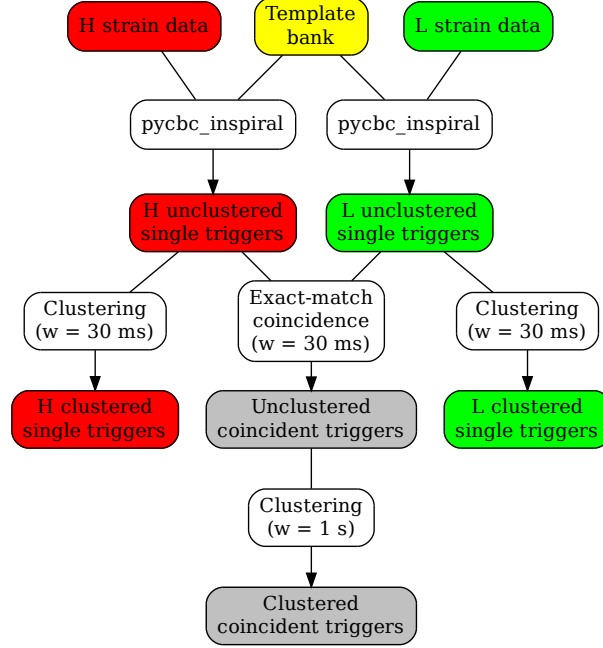 H strain data
Template
bank
L strain data
pycbc_inspiral
pycbc_inspiral
H unclustered
single triggers
L unclustered
single triggers
Clustering
(w = 30 ms)
Exact-match
coincidence
(w = 30 ms)
Clustering
(w = 30 ms)
H clustered
single triggers
Unclustered
coincident triggers
L clustered
single triggers
Clustering
(w = 1 s)
Clustered
coincident triggers